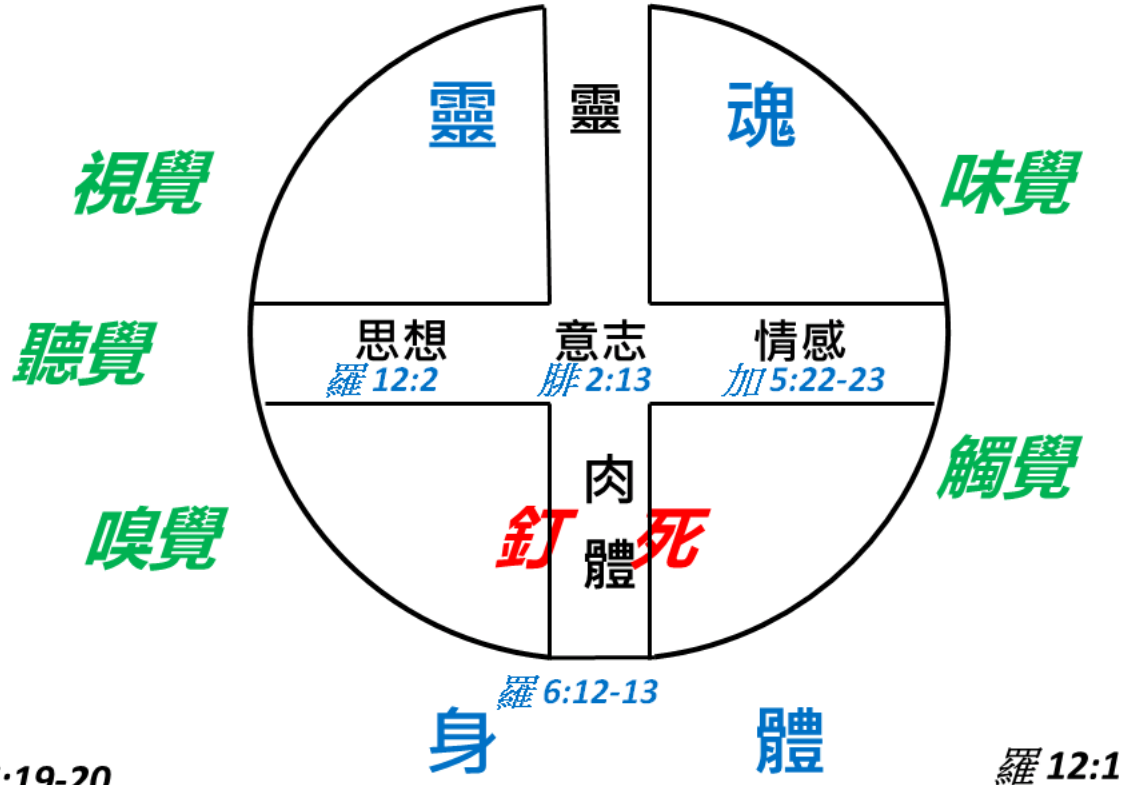 靈 靈 魂
視覺 味覺
聽覺 思想 意志 情感
羅 12:2 腓 2:13 加 5:22-23
肉 觸覺
嗅覺 釘 死
體
羅 6:12-13
身 體
:19-20 羅 12:1